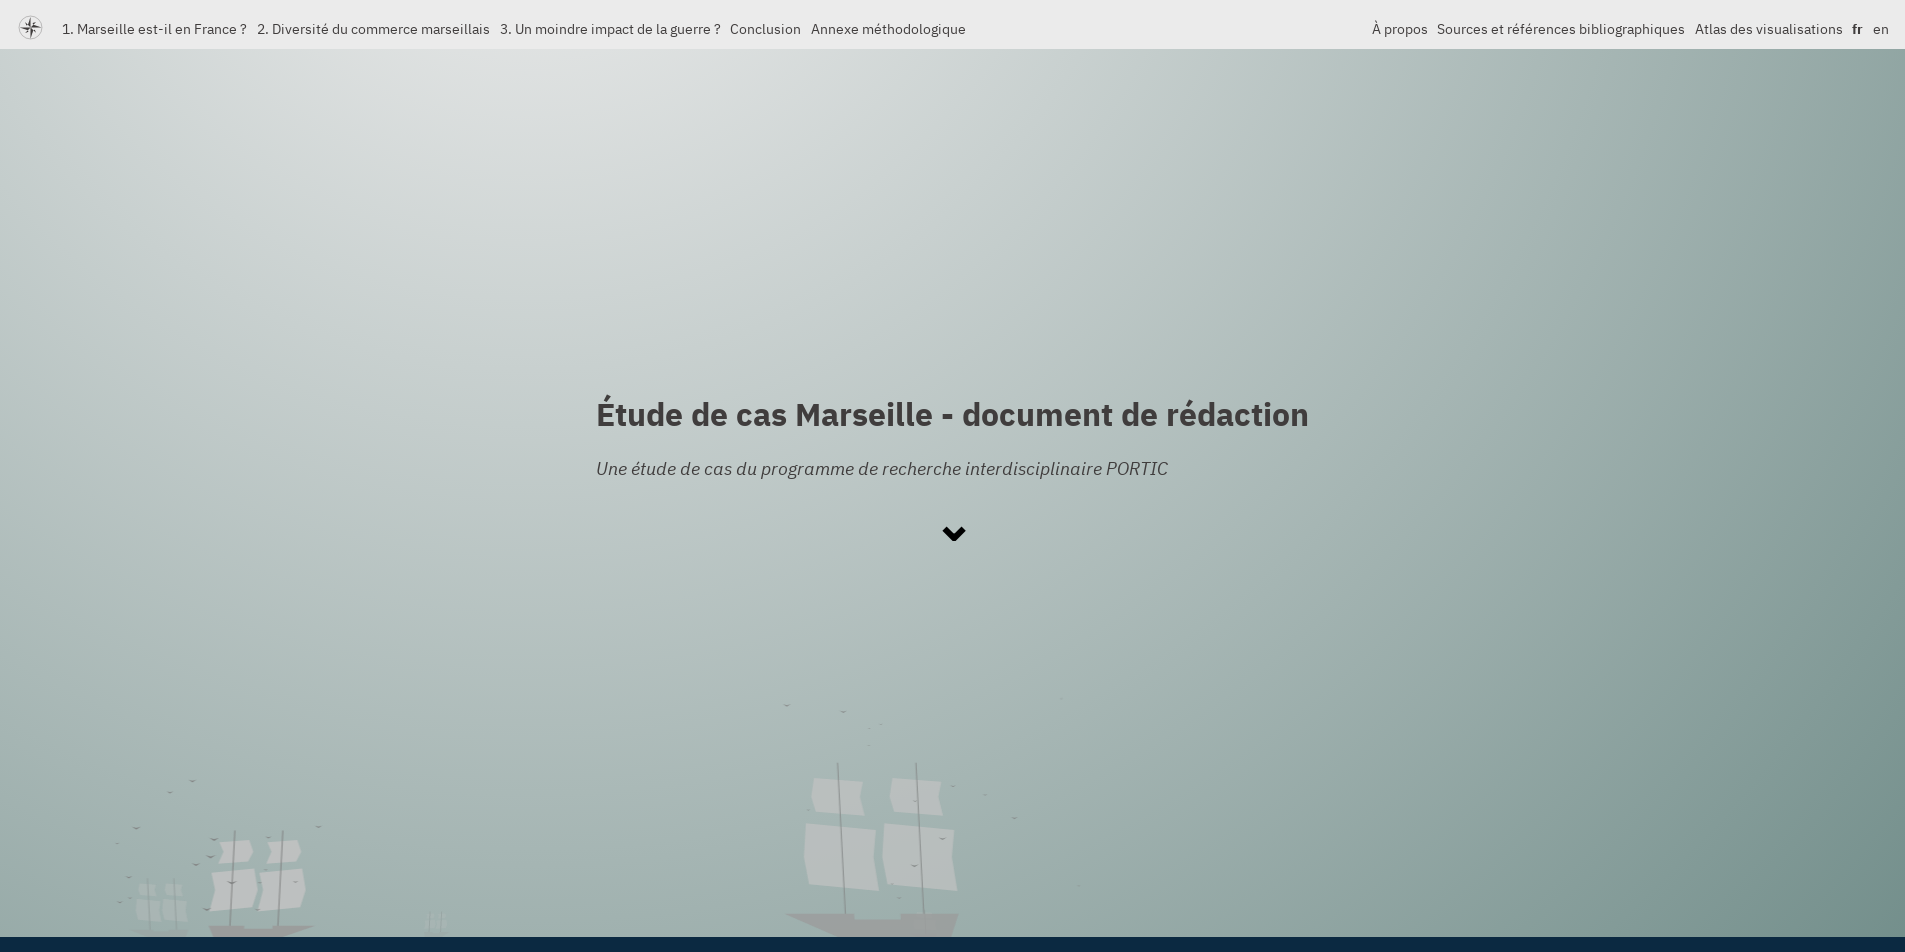 1. Marseille est-il en France ? 2. Diversité du commerce marseillais 3. Un moindre impact de la guerre ? Conclusion Annexe méthodologique À propos Sources et références bibliographiques Atlas des visualisations fr en
Étude de cas Marseille - document de rédaction
Une étude de cas du programme de recherche interdisciplinaire PORTIC